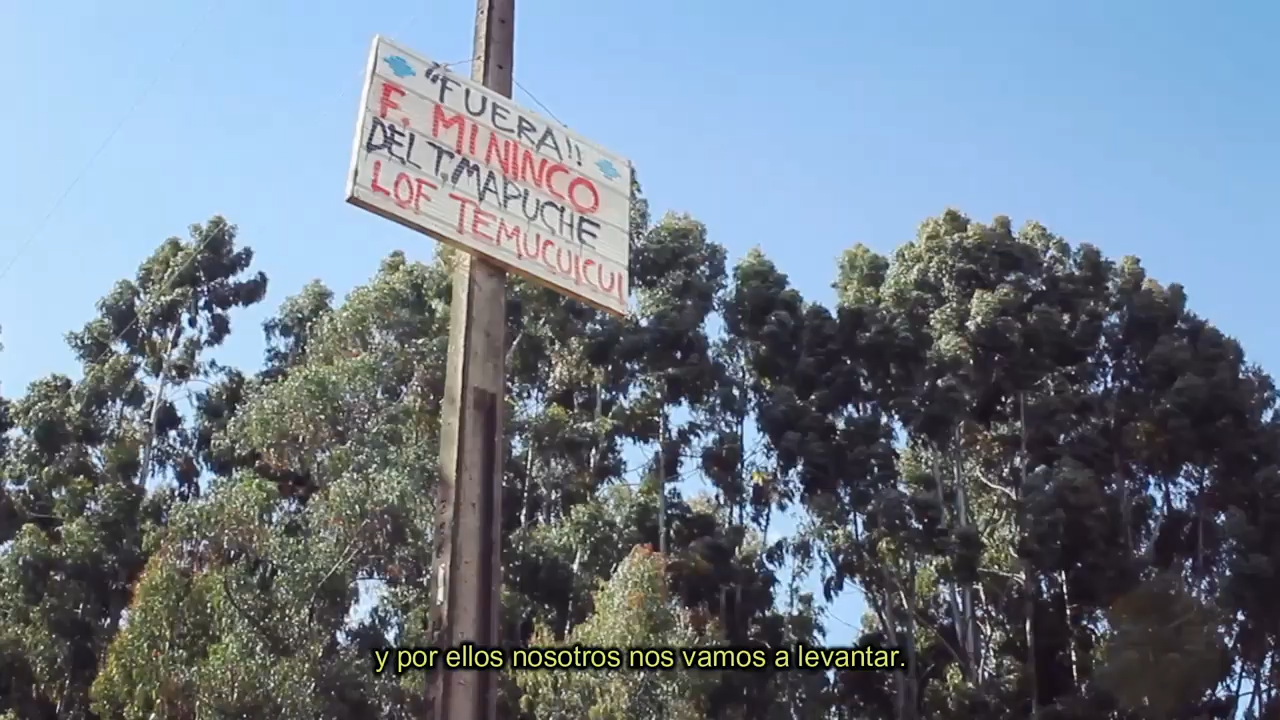 "FUERA!!
F. MININCO
DEL T. MAPUCHE
LOF TEMUCUICUI
y por ellos nosotros nos vamos a levantar.